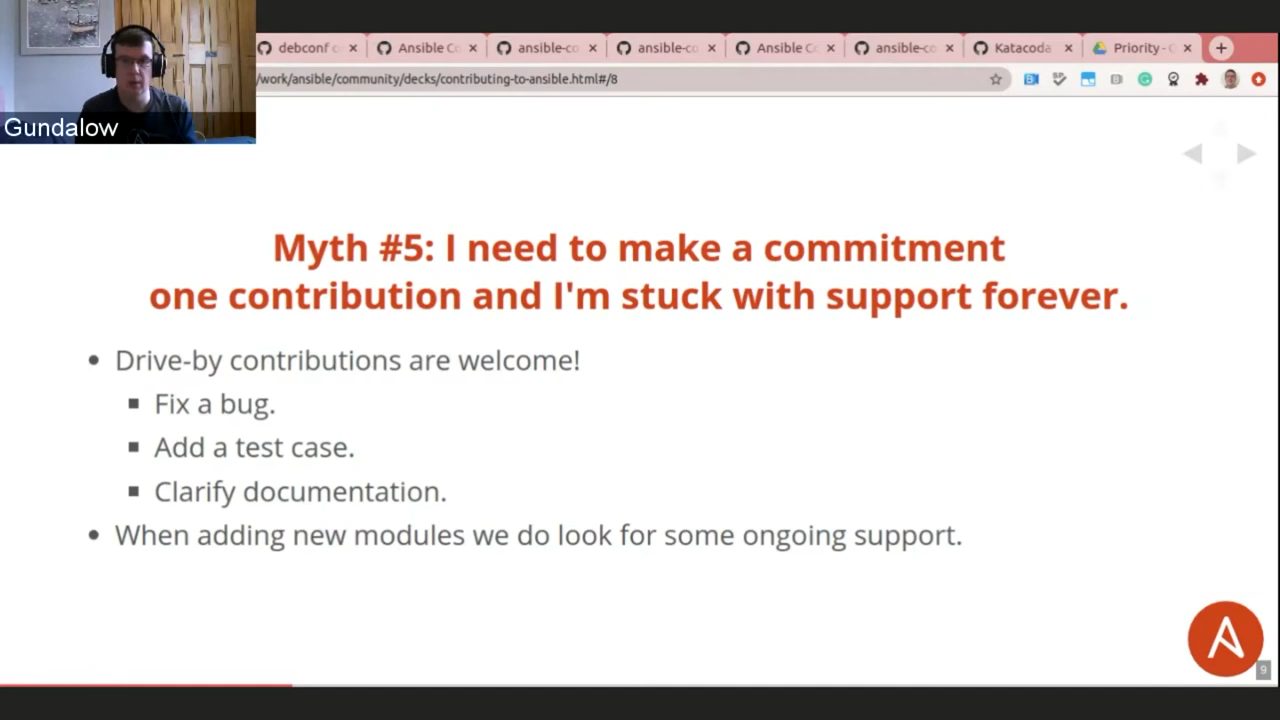 debconf
Ansible Co
ansible-co
ansible-co
Ansible Co
ansible-co
Katacoda
Priority -
/work/ansible/community/decks/contributing-to-ansible.html#/8
Gundalow
Myth #5: I need to make a commitment
one contribution and I'm stuck with support forever.
• Drive-by contributions are welcome!
▪ Fix a bug.
▪ Add a test case.
▪ Clarify documentation.
• When adding new modules we do look for some ongoing support.
A
9